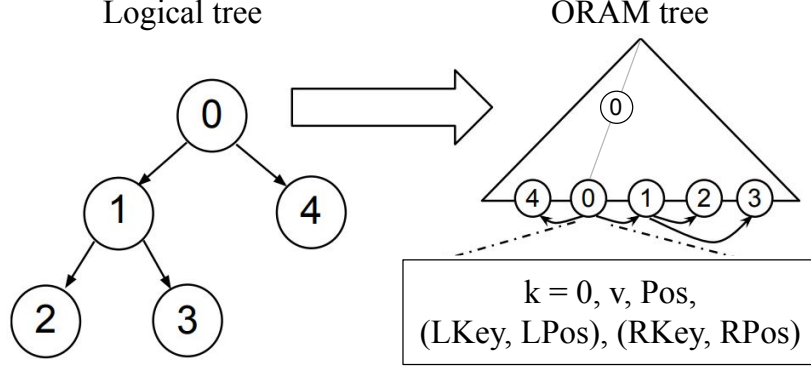 Logical tree
ORAM tree
0
1
4
2
3
0
4 0 1 2 3
k = 0, v, Pos,
(LKey, LPos), (RKey, RPos)